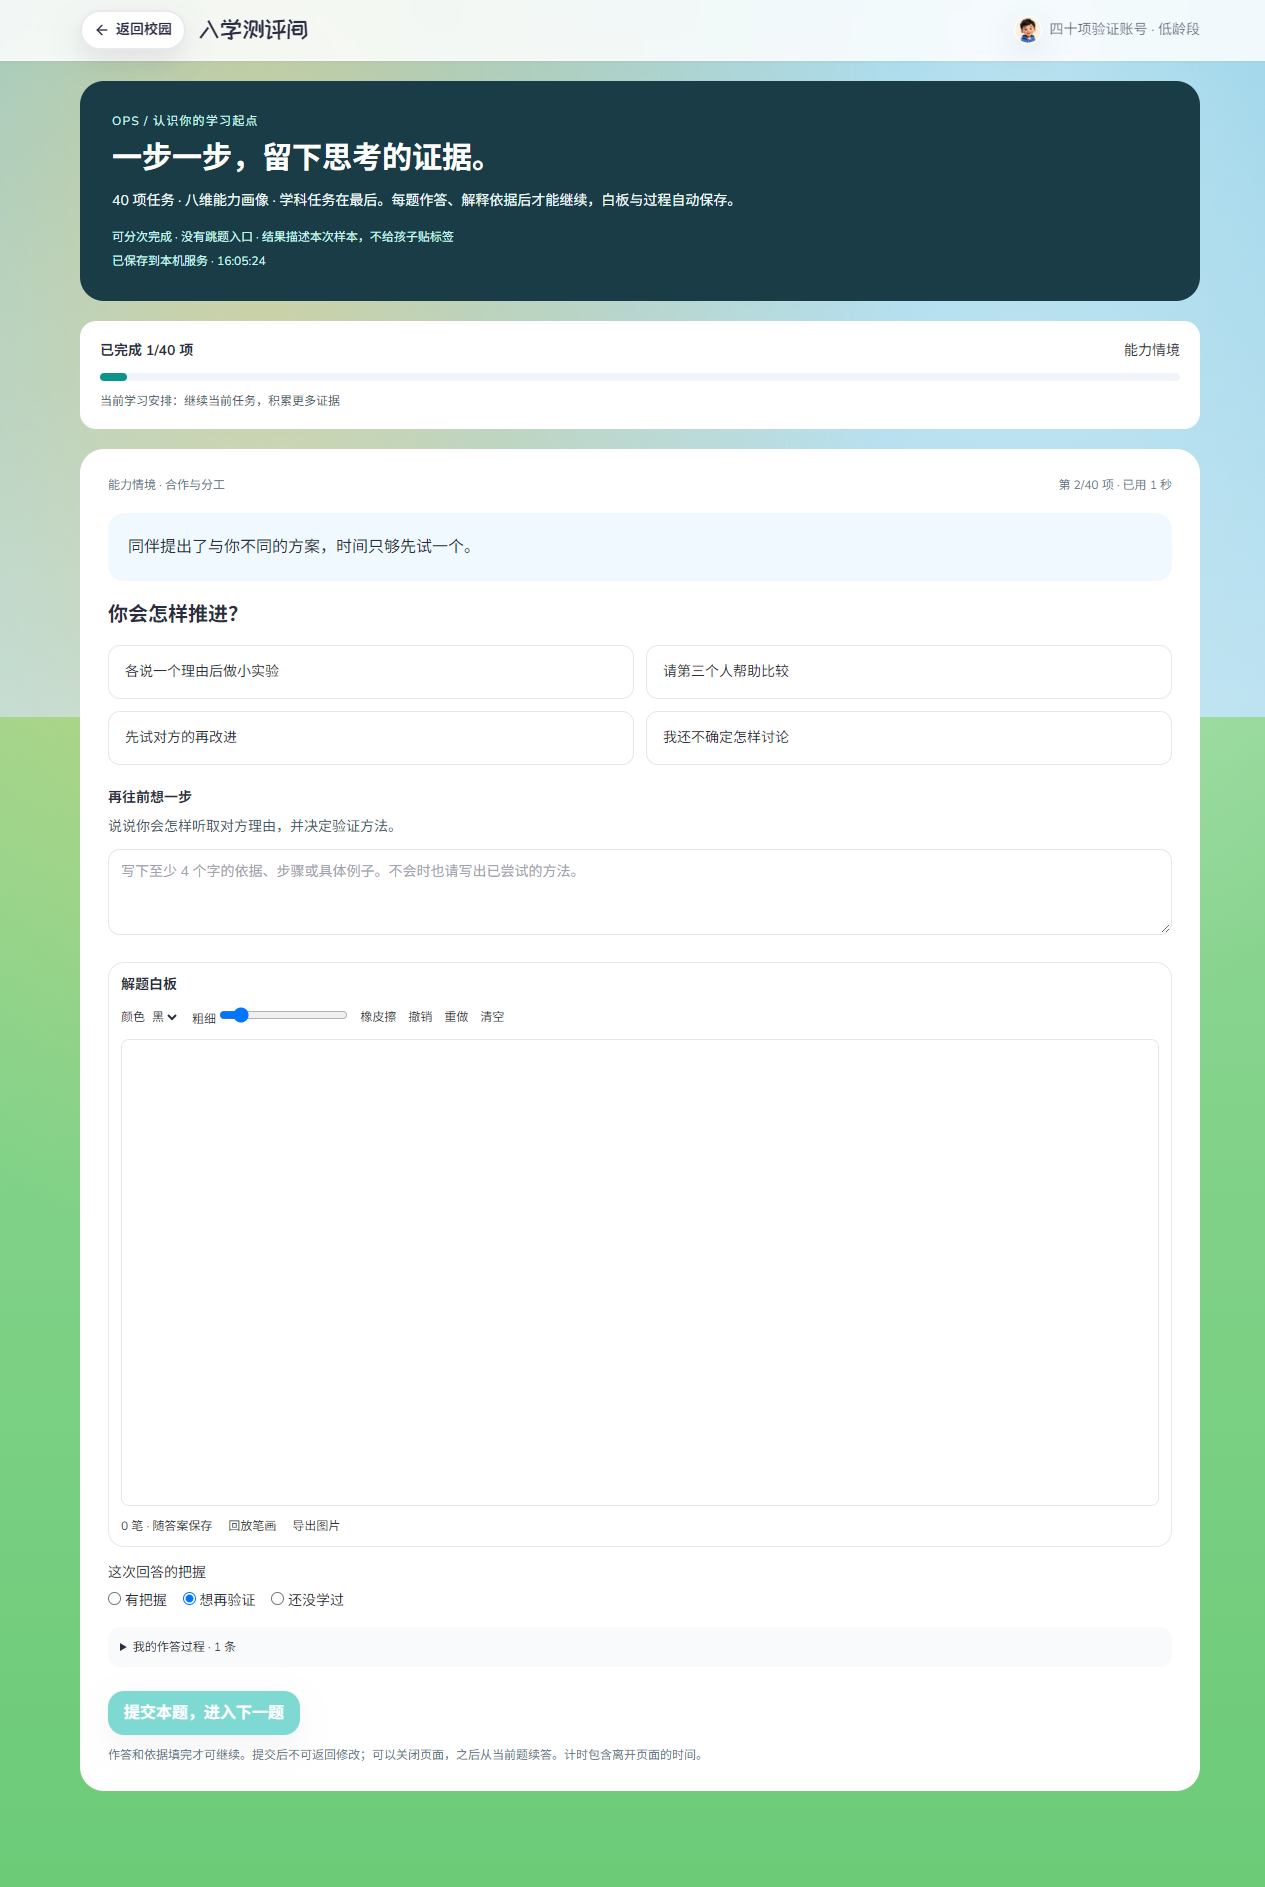 返回校园
入学测评间
四十项验证账号 · 低龄段
OPS / 认识你的学习起点
一步一步，留下思考的证据。
40 项任务 · 八维能力画像 · 学科任务在最后。每题作答、解释依据后才能继续，白板与过程自动保存。
可分次完成 · 没有跳题入口 · 结果描述本次样本，不给孩子贴标签
已保存到本机服务 · 16:05:24
已完成 1/40 项
能力情境
当前学习安排：继续当前任务，积累更多证据
能力情境 · 合作与分工
第 2/40 项 · 已用 1 秒
同伴提出了与你不同的方案，时间只够先试一个。
你会怎样推进？
各说一个理由后做小实验
请第三个人帮助比较
先试对方的再改进
我还不确定怎样讨论
再往前想一步
说说你会怎样听取对方理由，并决定验证方法。
写下至少 4 个字的依据、步骤或具体例子。不会时也请写出已尝试的方法。
解题白板
颜色 黑 粗细 橡皮擦 撤销 重做 清空
0 笔 · 随答案保存 回放笔画 导出图片
这次回答的把握
有把握 想再验证 还没学过
我的作答过程 · 1 条
提交本题，进入下一题
作答和依据填完才可继续。提交后不可返回修改；可以关闭页面，之后从当前题续答。计时包含离开页面的时间。